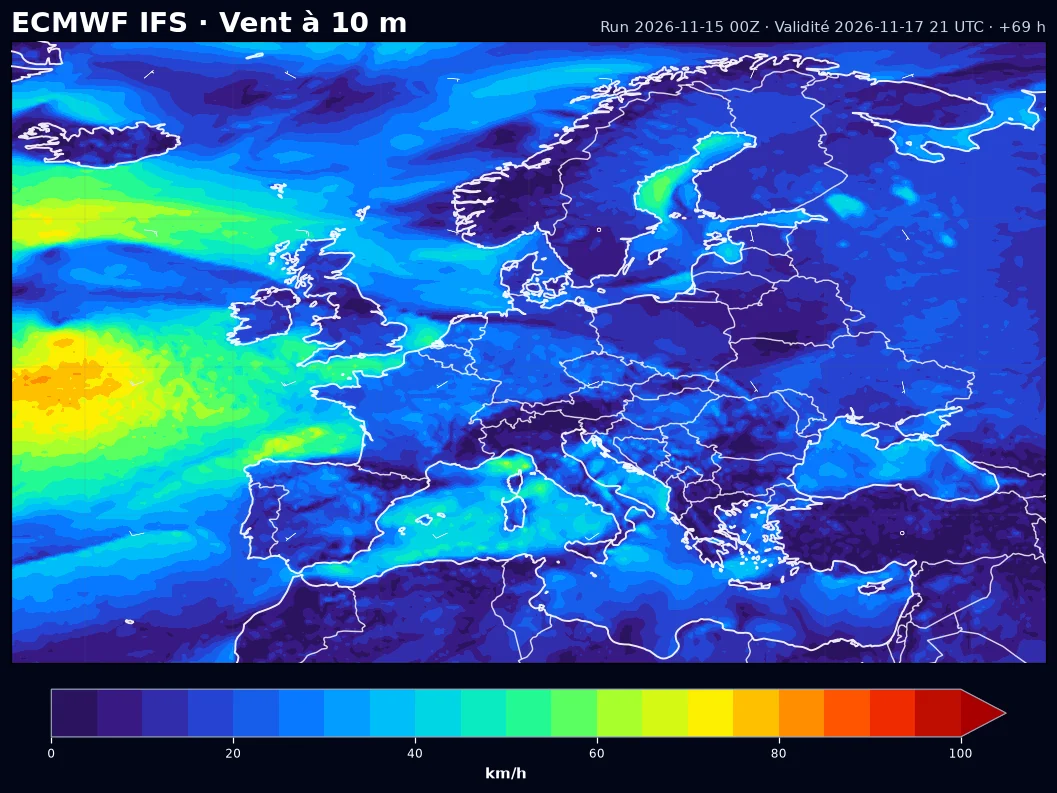 ECMWF IFS · Vent à 10 m
Run 2026-11-15 00Z · Validité 2026-11-17 21 UTC · +69 h
0 20 40 60 80 100
km/h